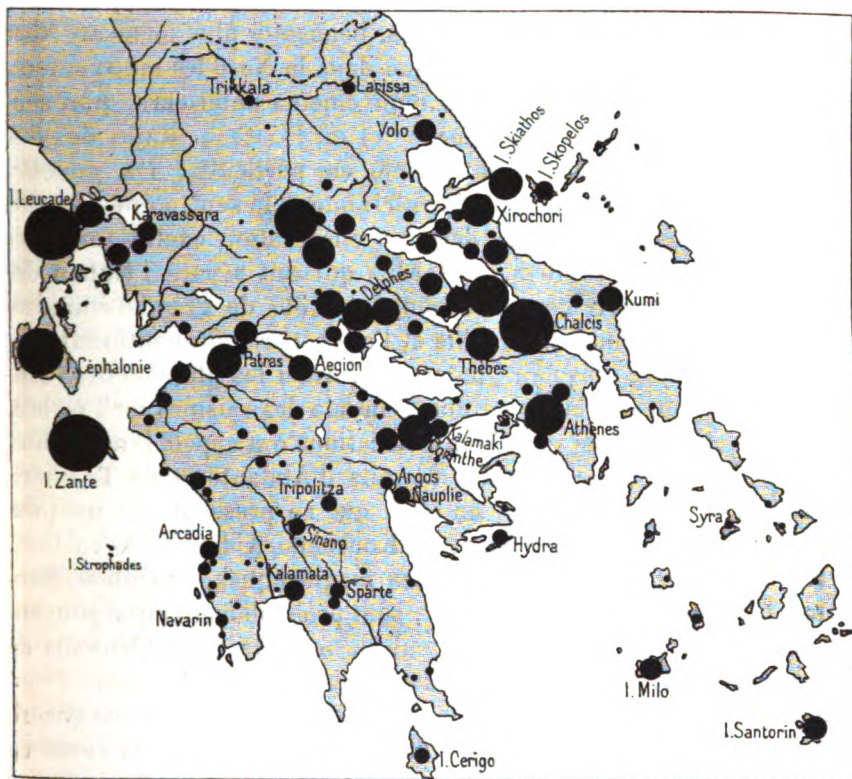 Trikkala
Larissa
Volo
I. Skiathos
I. Skopelos
I. Leucade
Karavassara
Xirochori
Delphes
Kumi
Chalcis
I. Céphalonie
Patras
Aegion
Thèbes
Athènes
Kalamaki
I. Zante
Argos
Nauplie
Tripolitza
Syra
Arcadia
Sinano
Hydra
I. Strophades
Kalamata
Sparte
Navarin
I. Milo
I. Santorin
I. Cerigo